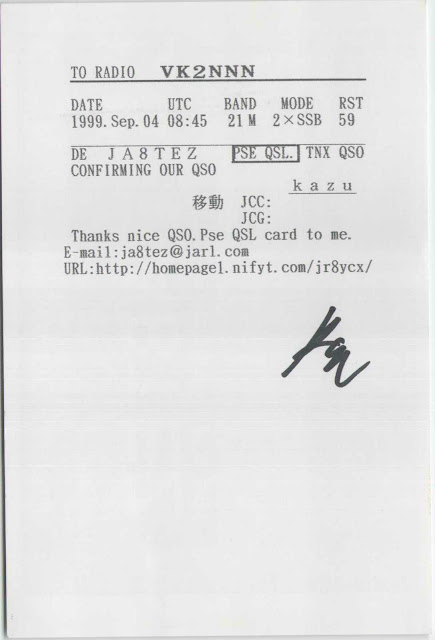 TO RADIO VK2NNN
DATE UTC BAND MODE RST
1999.Sep.04 08:45 21M 2×SSB 59
DE JA8TEZ PSE QSL. TNX QSO
CONFIRMING OUR QSO
kazu
移動 JCC:
JCG:
Thanks nice QSO.Pse QSL card to me.
E-mail:ja8tez@jarl.com
URL:http://homepage1.nifyt.com/jr8ycx/